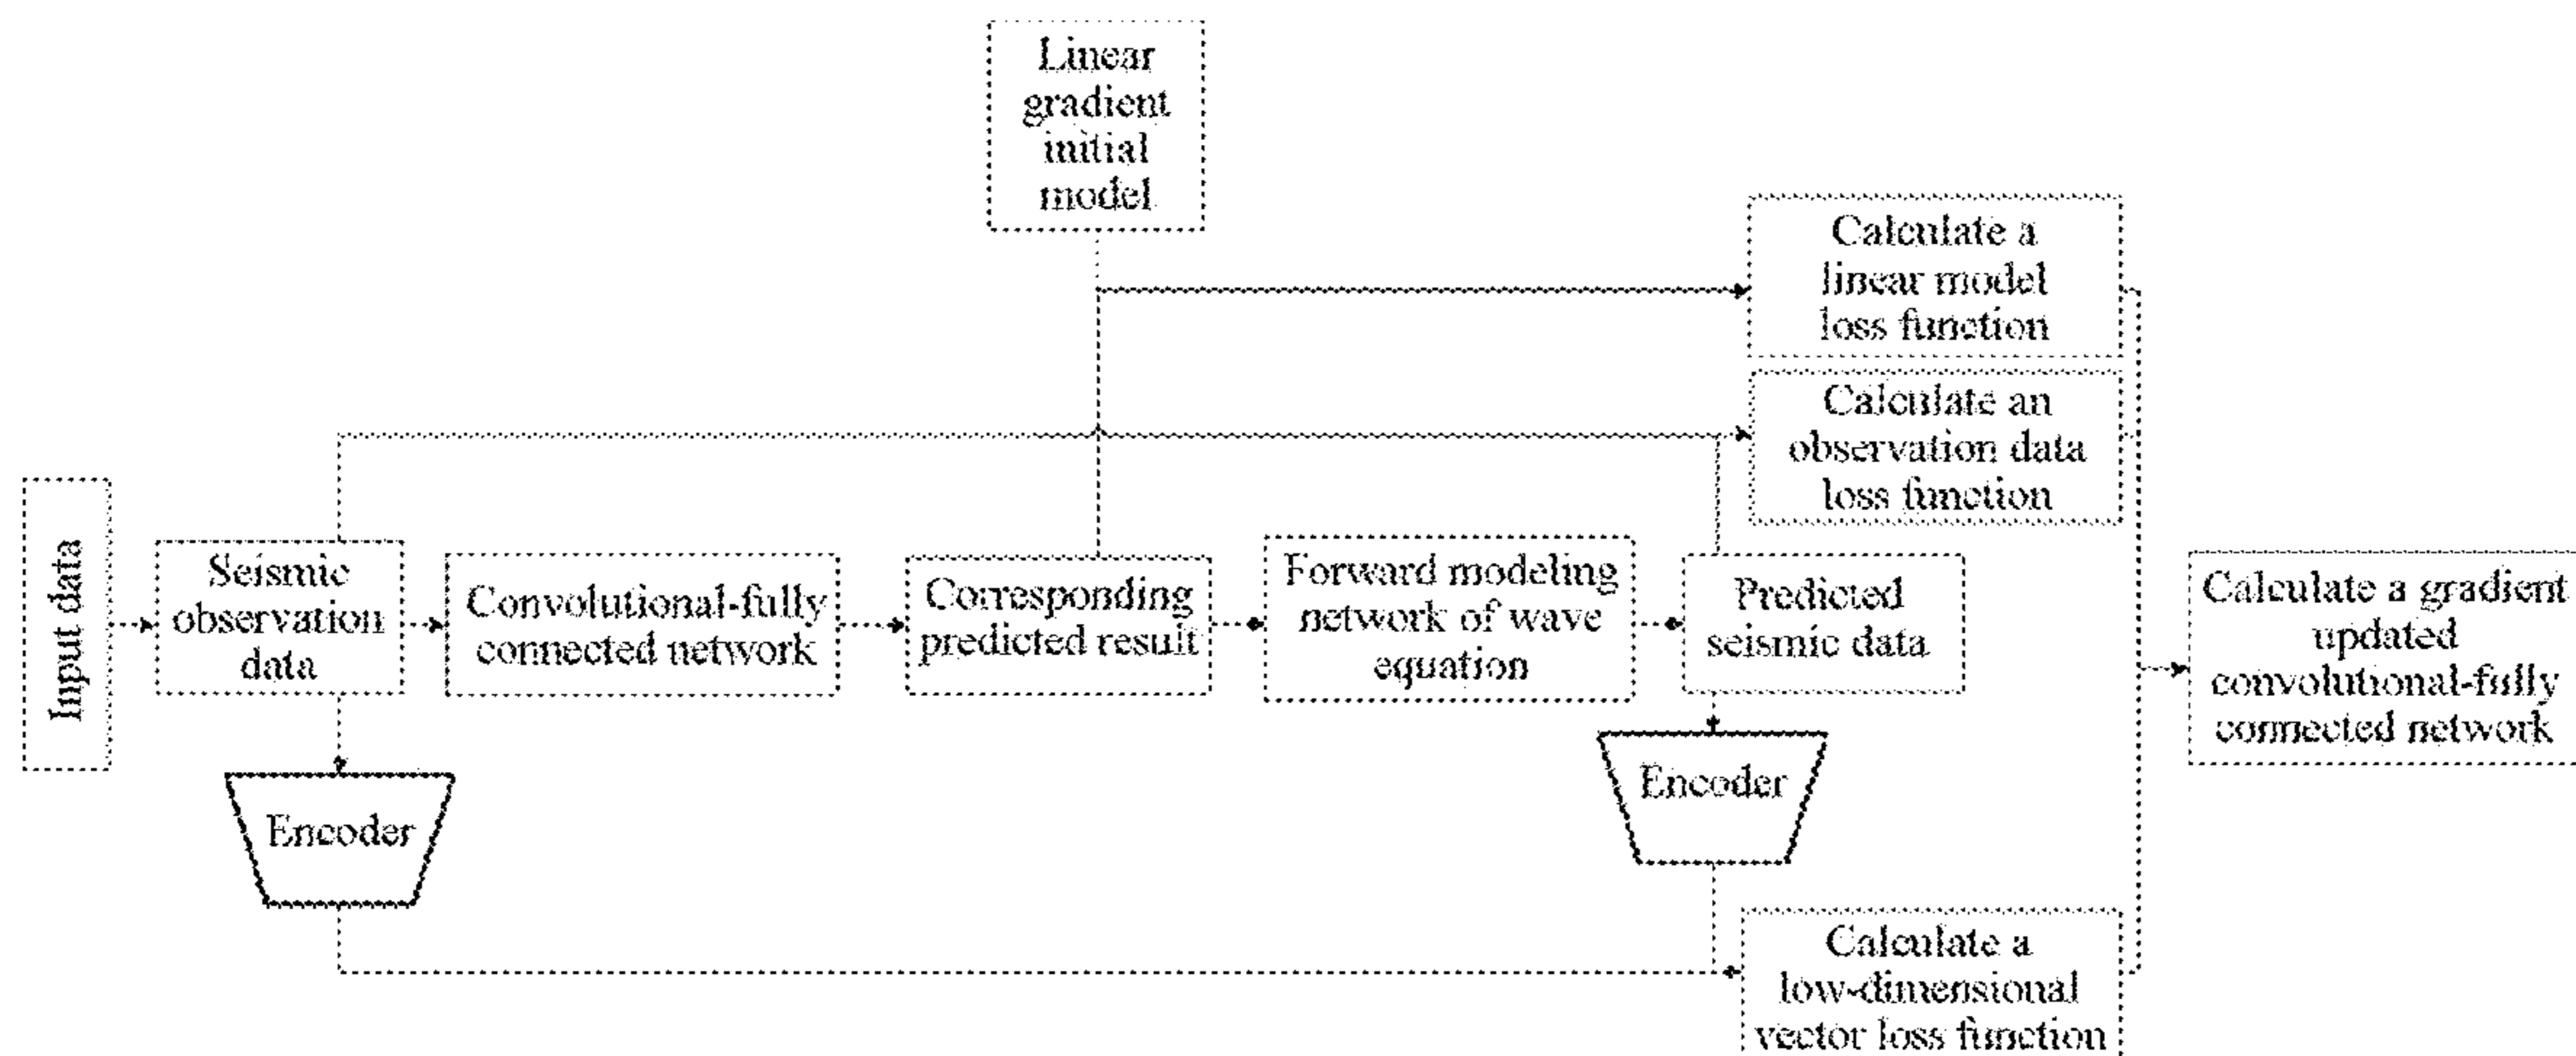 Linear
gradient
initial
model
Calculate a
linear model
loss function
Calculate an
observation data
loss function
Input data
Seismic
observation
data
Convolutional-fully
connected network
Corresponding
predicted result
Forward modeling
network of wave
equation
Predicted
seismic data
Calculate a gradient
updated
convolutional-fully
connected network
Encoder
Encoder
Calculate a
low-dimensional
vector loss function